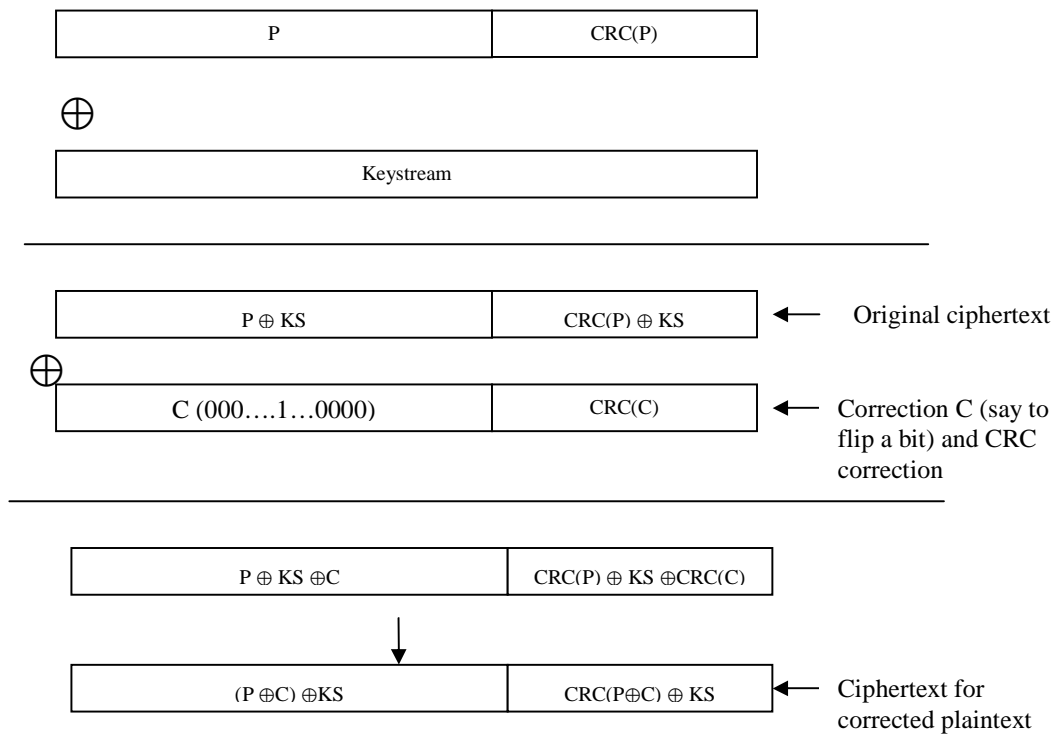 P CRC(P)
⊕
Keystream
P ⊕ KS CRC(P) ⊕ KS Original ciphertext
⊕
C (000….1…0000) CRC(C) Correction C (say to
flip a bit) and CRC
correction
P ⊕ KS ⊕C CRC(P) ⊕ KS ⊕CRC(C)
(P ⊕C) ⊕KS CRC(P⊕C) ⊕ KS Ciphertext for
corrected plaintext